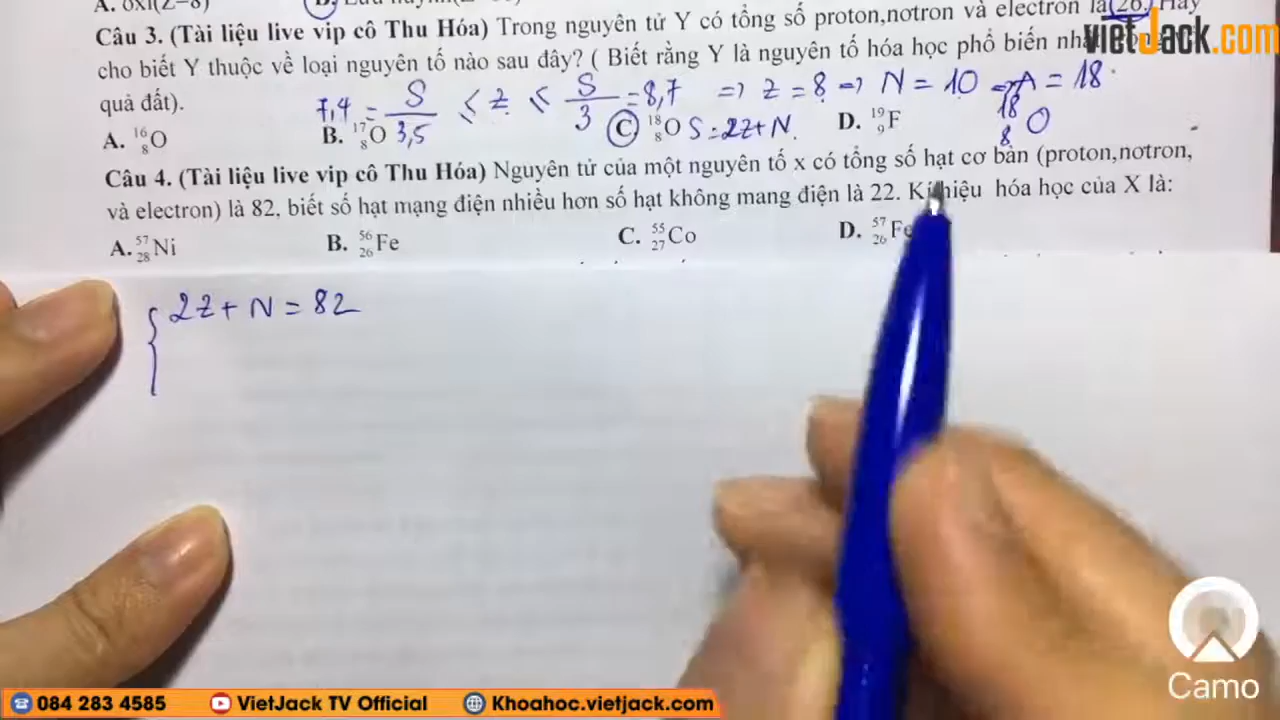 A. oxi(Z=8)
Câu 3. (Tài liệu live vip cô Thu Hóa) Trong nguyên tử Y có tổng số proton,nơtron và electron là 26. Hãy
cho biết Y thuộc về loại nguyên tố nào sau đây? ( Biết rằng Y là nguyên tố hóa học phổ biến
quả đất).
7,4 = S/3,5 ≤ Z ≤ S/3 = 8,7 => Z = 8 => N = 10 => A = 18
A. ¹⁶₈O B. ¹⁷₈O C ¹⁸₈O S = 2Z + N. D. ¹⁹₉F ¹⁸₈O
Câu 4. (Tài liệu live vip cô Thu Hóa) Nguyên tử của một nguyên tố x có tổng số hạt cơ bản (proton,nơtron,
và electron) là 82, biết số hạt mạng điện nhiều hơn số hạt không mang điện là 22. Kí hiệu hóa học của X là:
A. ⁵⁷₂₈Ni B. ⁵⁶₂₆Fe C. ⁵⁵₂₇Co D. ⁵⁷₂₆Fe
{ 2Z + N = 82
vietJack.com
Camo
084 283 4585 VietJack TV Official Khoahoc.vietjack.com